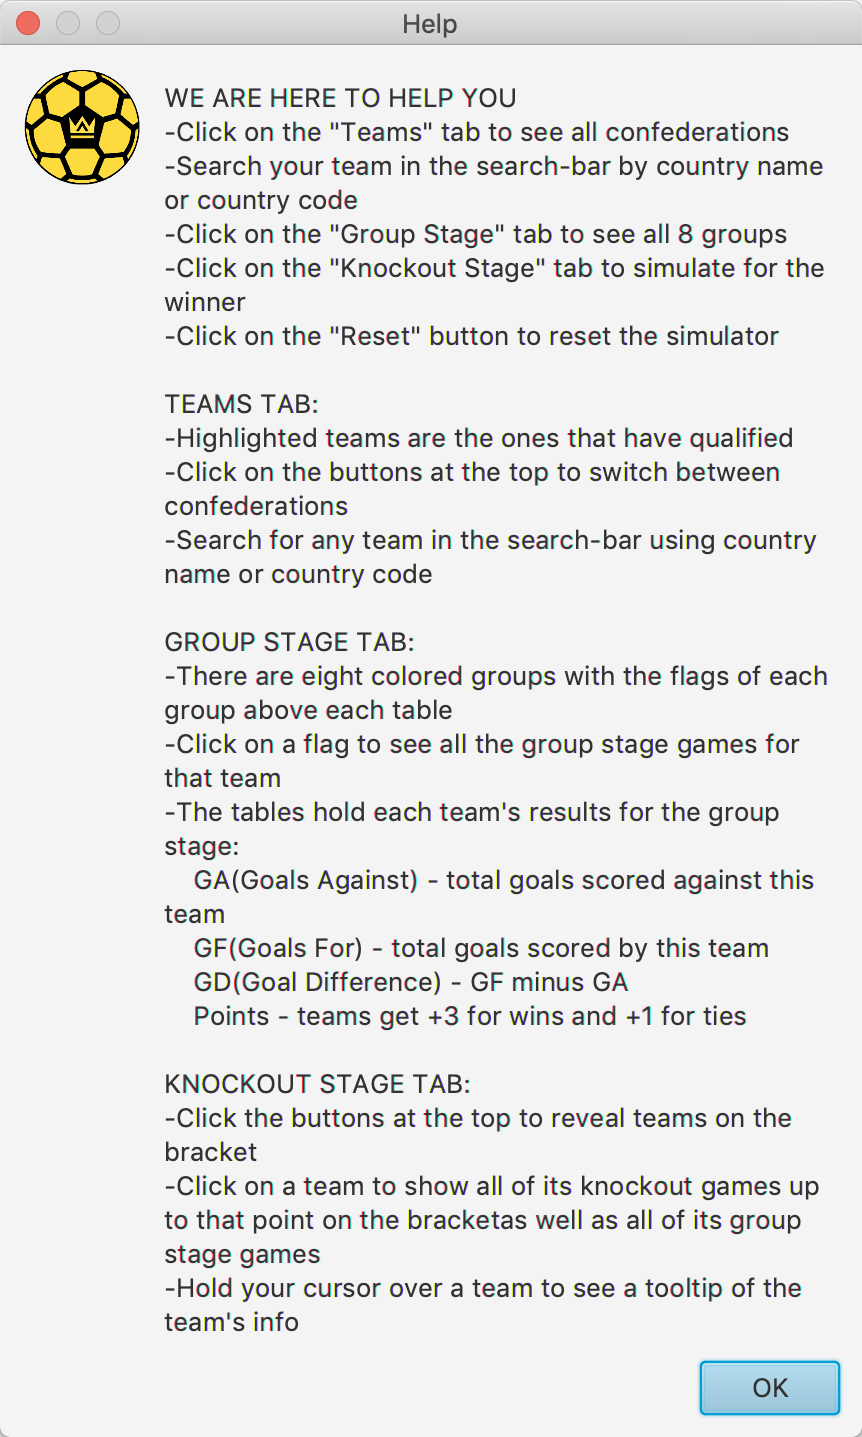 Help
WE ARE HERE TO HELP YOU
-Click on the "Teams" tab to see all confederations
-Search your team in the search-bar by country name
or country code
-Click on the "Group Stage" tab to see all 8 groups
-Click on the "Knockout Stage" tab to simulate for the
winner
-Click on the "Reset" button to reset the simulator
TEAMS TAB:
-Highlighted teams are the ones that have qualified
-Click on the buttons at the top to switch between
confederations
-Search for any team in the search-bar using country
name or country code
GROUP STAGE TAB:
-There are eight colored groups with the flags of each
group above each table
-Click on a flag to see all the group stage games for
that team
-The tables hold each team's results for the group
stage:
GA(Goals Against) - total goals scored against this
team
GF(Goals For) - total goals scored by this team
GD(Goal Difference) - GF minus GA
Points - teams get +3 for wins and +1 for ties
KNOCKOUT STAGE TAB:
-Click the buttons at the top to reveal teams on the
bracket
-Click on a team to show all of its knockout games up
to that point on the bracketas well as all of its group
stage games
-Hold your cursor over a team to see a tooltip of the
team's info
OK